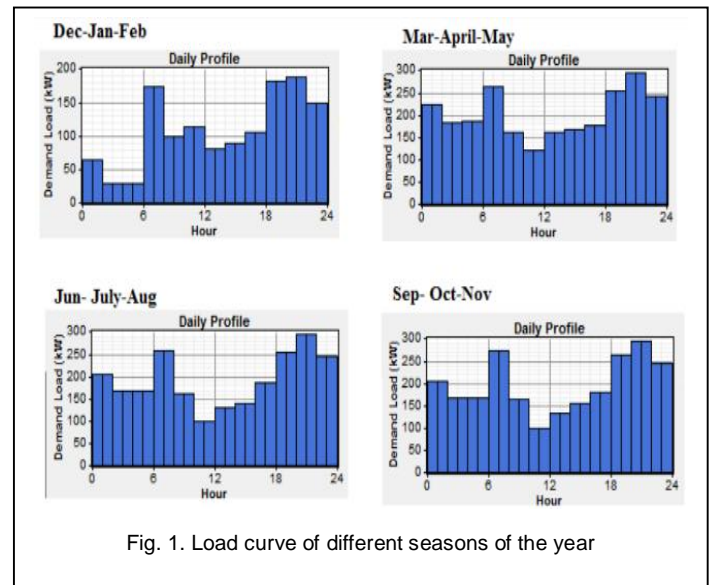 Dec-Jan-Feb
Daily Profile
Demand Load (kW)
200
150
100
50
0
0 6 12 18 24
Hour
Mar-April-May
Daily Profile
Demand Load (kW)
300
250
200
150
100
50
0
0 6 12 18 24
Hour
Jun- July-Aug
Daily Profile
Demand Load (kW)
300
250
200
150
100
50
0
0 6 12 18 24
Hour
Sep- Oct-Nov
Daily Profile
Demand Load (kW)
300
250
200
150
100
50
0
0 6 12 18 24
Hour
Fig. 1. Load curve of different seasons of the year